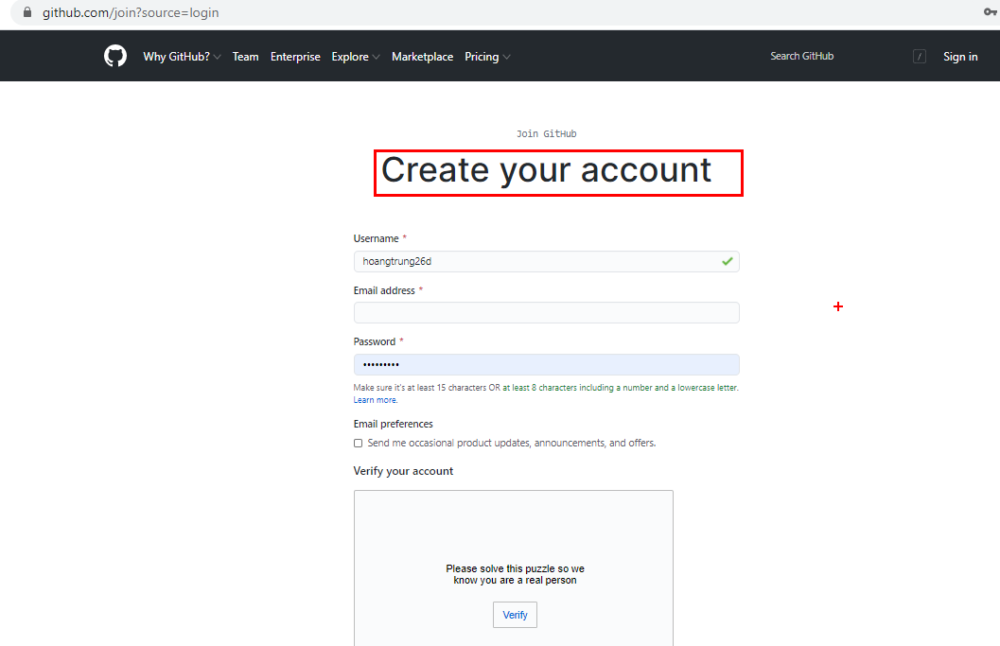 github.com/join?source=login
Why GitHub? Team Enterprise Explore Marketplace Pricing Search GitHub / Sign in
Join GitHub
Create your account
Username *
hoangtrung26d
Email address *
Password *
•••••••••
Make sure it's at least 15 characters OR at least 8 characters including a number and a lowercase letter.
Learn more.
Email preferences
Send me occasional product updates, announcements, and offers.
Verify your account
Please solve this puzzle so we
know you are a real person
Verify